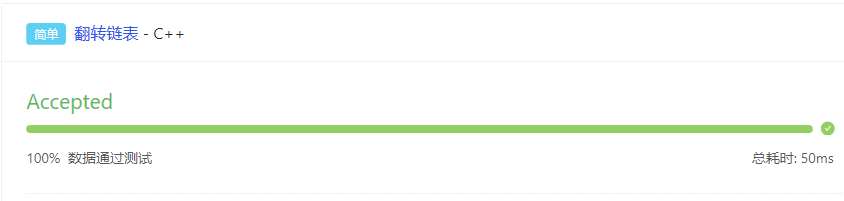 简单 翻转链表 - C++
Accepted
100% 数据通过测试 总耗时: 50ms